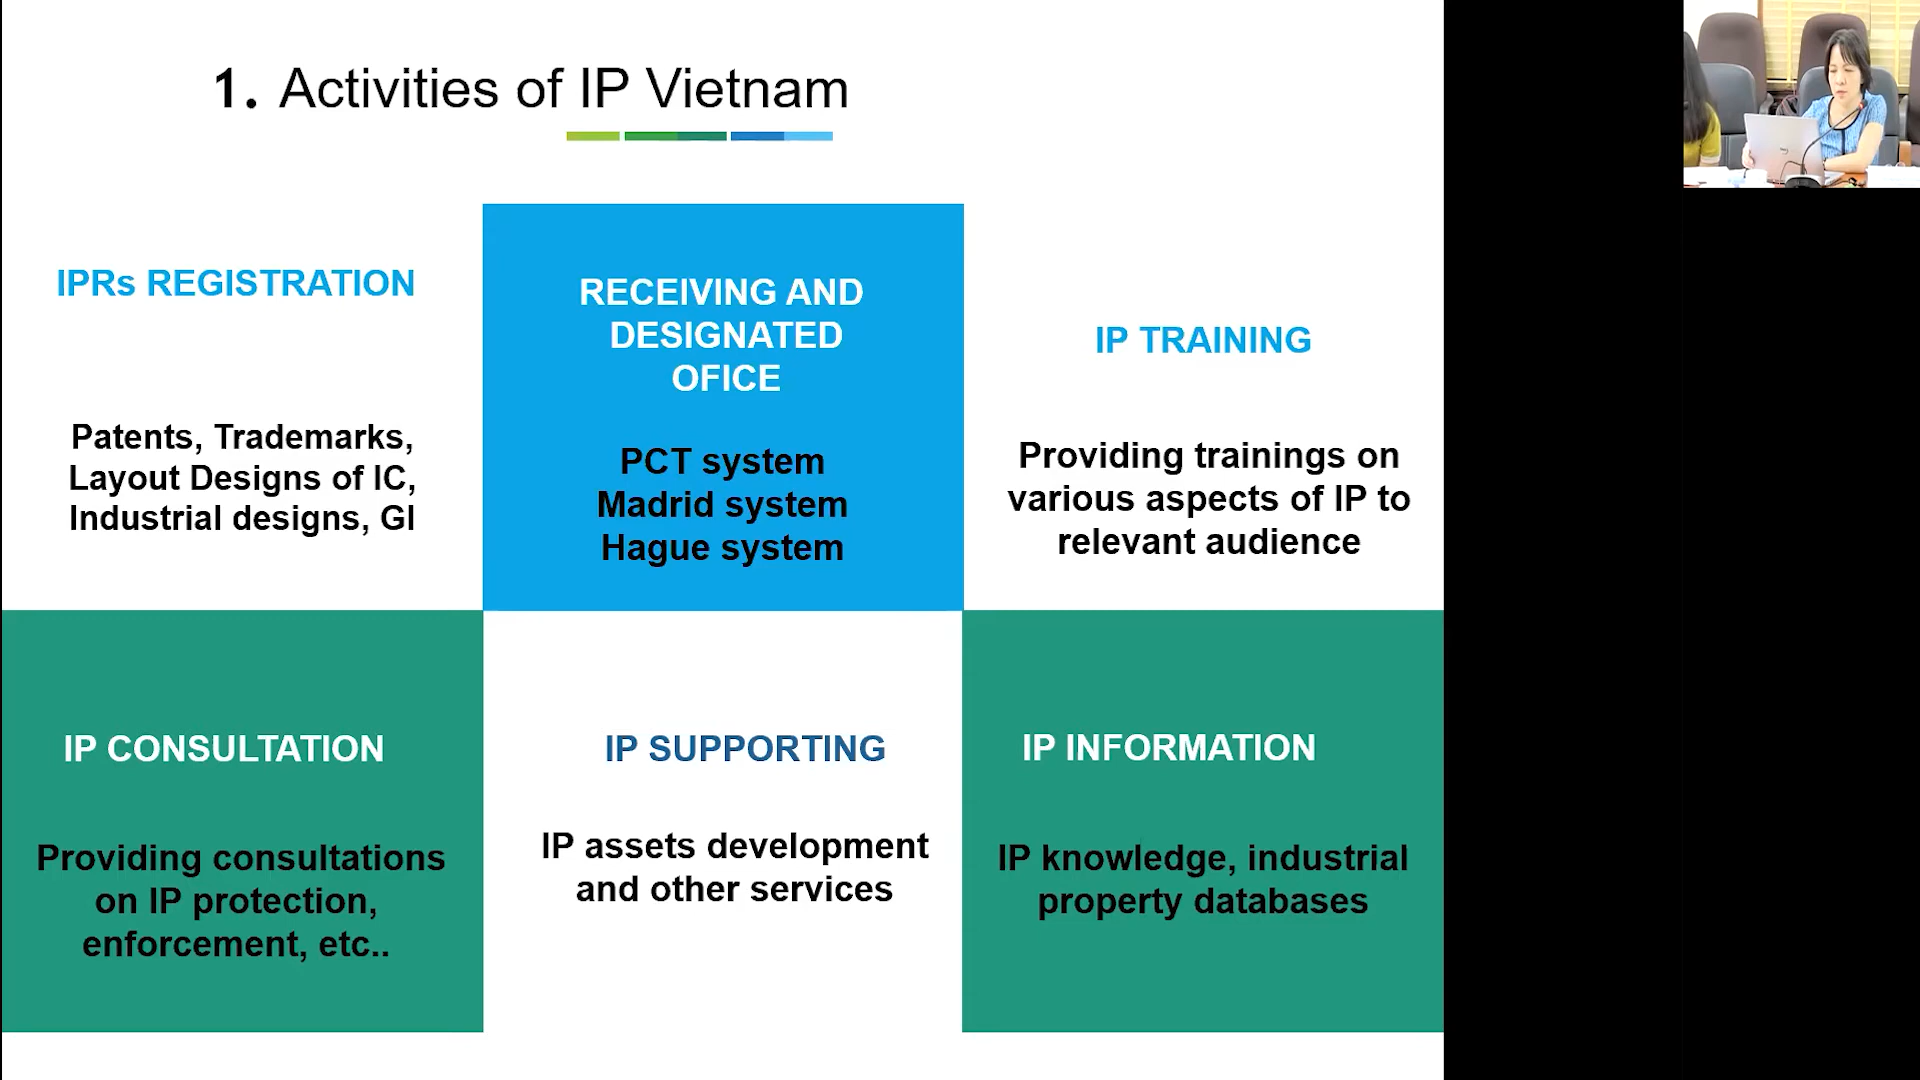 1. Activities of IP Vietnam
IPRs REGISTRATION
Patents, Trademarks,
Layout Designs of IC,
Industrial designs, GI
RECEIVING AND
DESIGNATED
OFICE
PCT system
Madrid system
Hague system
IP TRAINING
Providing trainings on
various aspects of IP to
relevant audience
IP CONSULTATION
Providing consultations
on IP protection,
enforcement, etc..
IP SUPPORTING
IP assets development
and other services
IP INFORMATION
IP knowledge, industrial
property databases